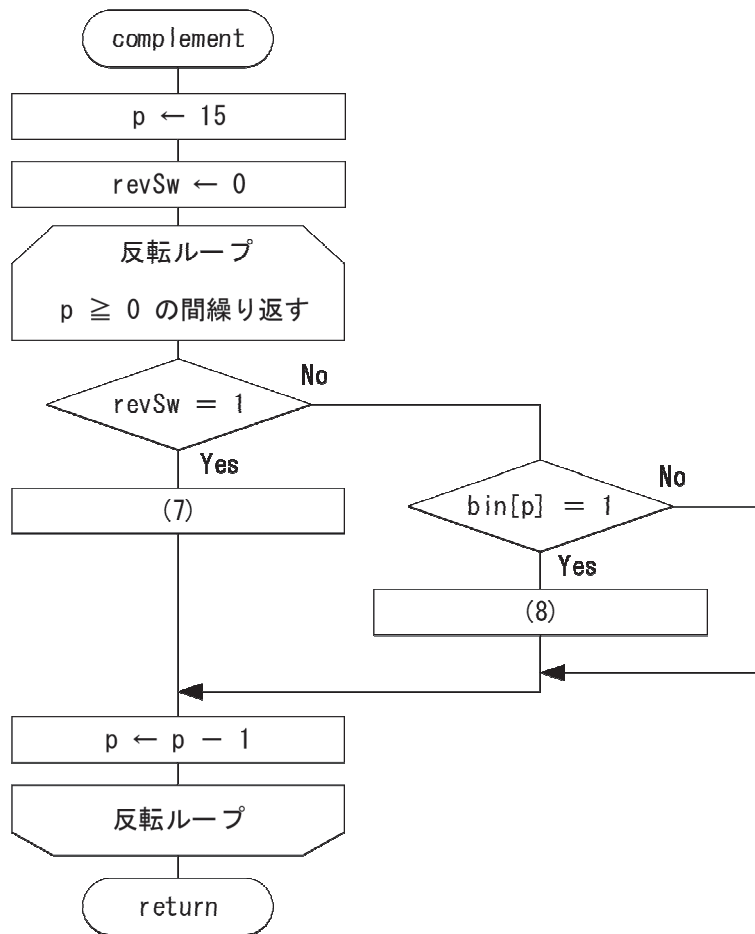 complement
p ← 15
revSw ← 0
反転ループ
p ≧ 0 の間繰り返す
No
revSw = 1
Yes
No
(7)
bin[p] = 1
Yes
(8)
p ← p − 1
反転ループ
return